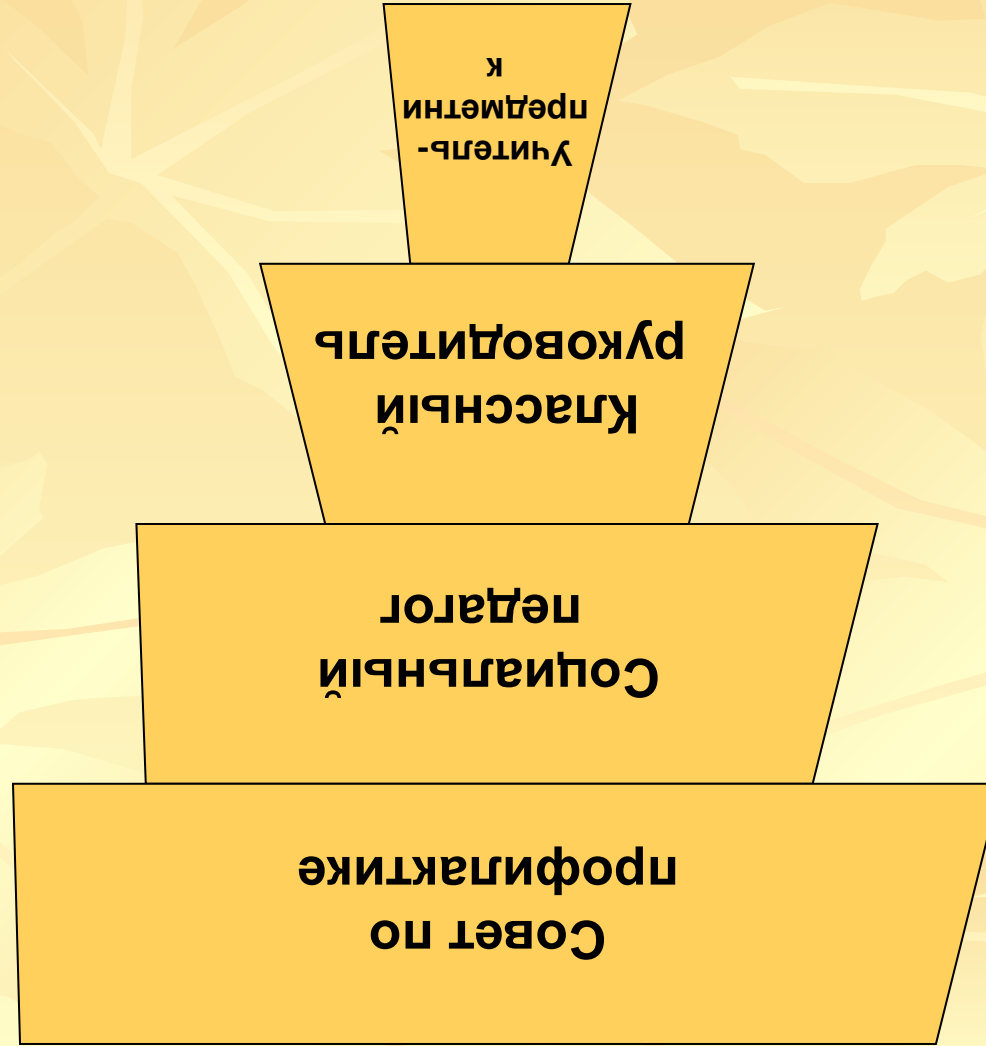 Совет по
профилактике
Социальный
педагог
Классный
руководитель
Учитель-
предметни
к